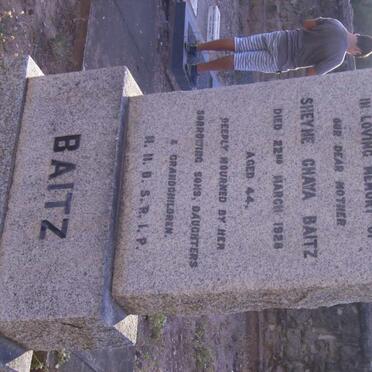 IN LOVING MEMORY OF
OUR DEAR MOTHER
SHEYNE CHAYA BAITZ
DIED 22ND MARCH 1928
AGED 44.
DEEPLY MOURNED BY HER
SORROWING SONS, DAUGHTERS
& GRANDCHILDREN.
M. H. D. S. R. I. P.
BAITZ